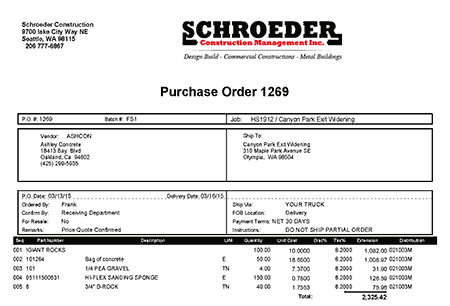 Schroeder Construction
9700 lake City Way NE
Seattle, WA 98115
206 777-6867
SCHROEDER
Construction Management Inc.
Design Build - Commercial Constructions - Metal Buildings
Purchase Order 1269
P.O. #: 1269 Batch #: FS1 Job: HS1912 / Canyon Park Exit Widening
Vendor: ASHCON Ship To:
Ashley Concrete Canyon Park Exit Widening
18413 Bay Blvd 316 Maple Park Avenue SE
Oakland, Ca 94602 Olympia, WA 98504
(425) 299-5935
P.O. Date: 03/13/15 Delivery Date: 03/16/15
Ordered By: Frank Ship Via: YOUR TRUCK
Confirm By: Receiving Department FOB Location: Delivery
For Resale: No Payment Terms: NET 30 DAYS
Remarks: Price Quote Confirmed Instructions: DO NOT SHIP PARTIAL ORDER
Seq Part Number Description U/M Quantity Unit Cost Disc% Tax% Extension Distribution
001 1GIANT ROCKS 100.00 10.0000 8.2000 1,082.00 021003M
002 101264 Bag of concrete E 50.00 18.6500 8.2000 1,008.97 021003M
003 101 1/4 PEA GRAVEL TN 4.00 7.3700 8.2000 31.90 021003M
004 05111500631 HI-FLEX SANDING SPONGE E 150.00 0.7800 8.2000 126.59 021003M
005 6 3/4" D-ROCK TN 40.00 1.7553 8.2000 75.96 021003M
Total: 2,325.42